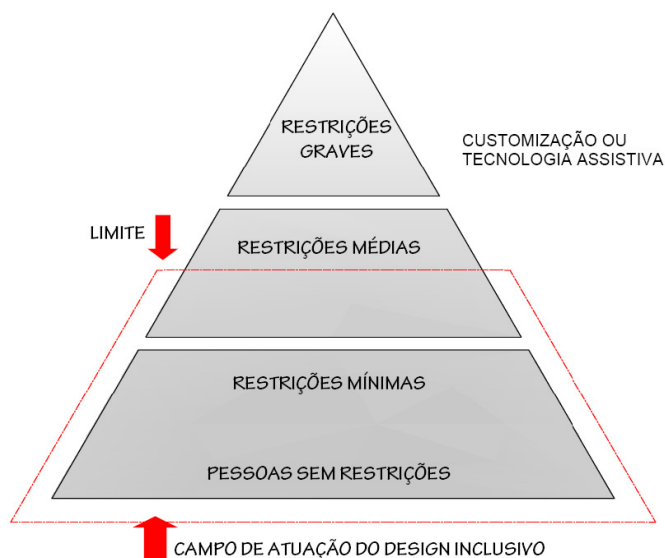 RESTRIÇÕES
GRAVES
CUSTOMIZAÇÃO OU
TECNOLOGIA ASSISTIVA
LIMITE
RESTRIÇÕES MÉDIAS
RESTRIÇÕES MÍNIMAS
PESSOAS SEM RESTRIÇÕES
CAMPO DE ATUAÇÃO DO DESIGN INCLUSIVO